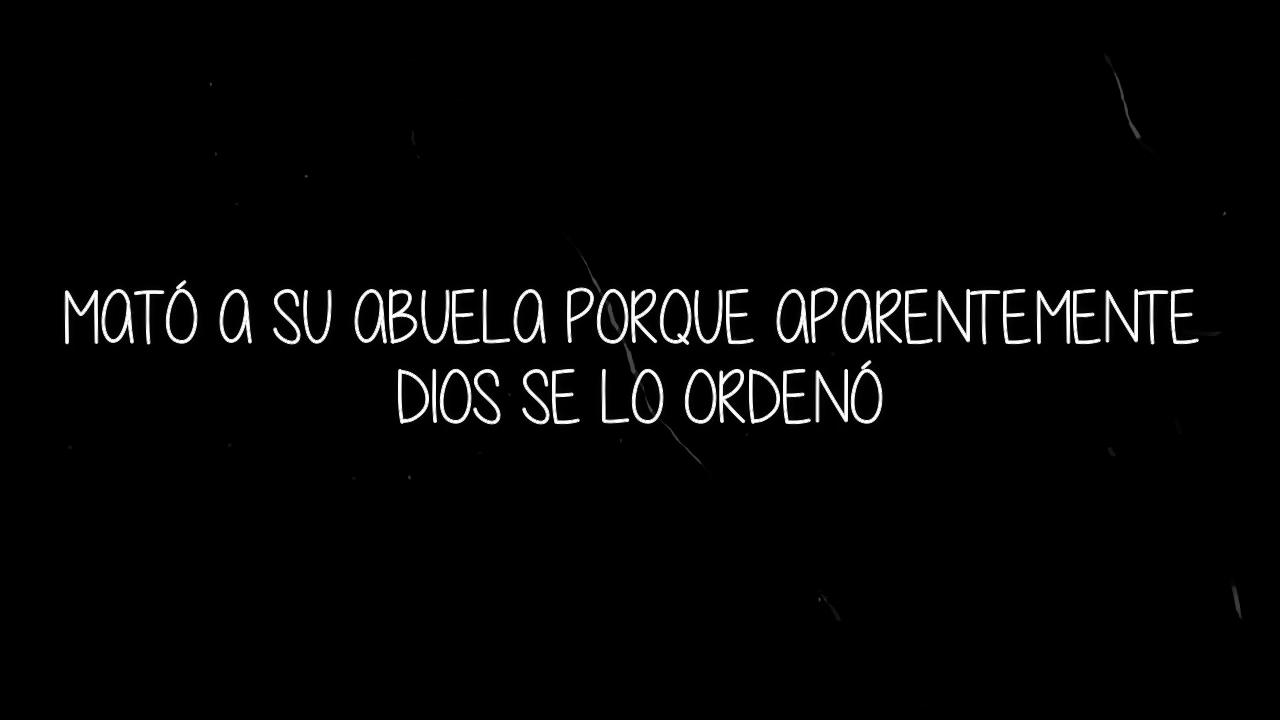 MATÓ A SU ABUELA PORQUE APARENTEMENTE
DIOS SE LO ORDENÓ